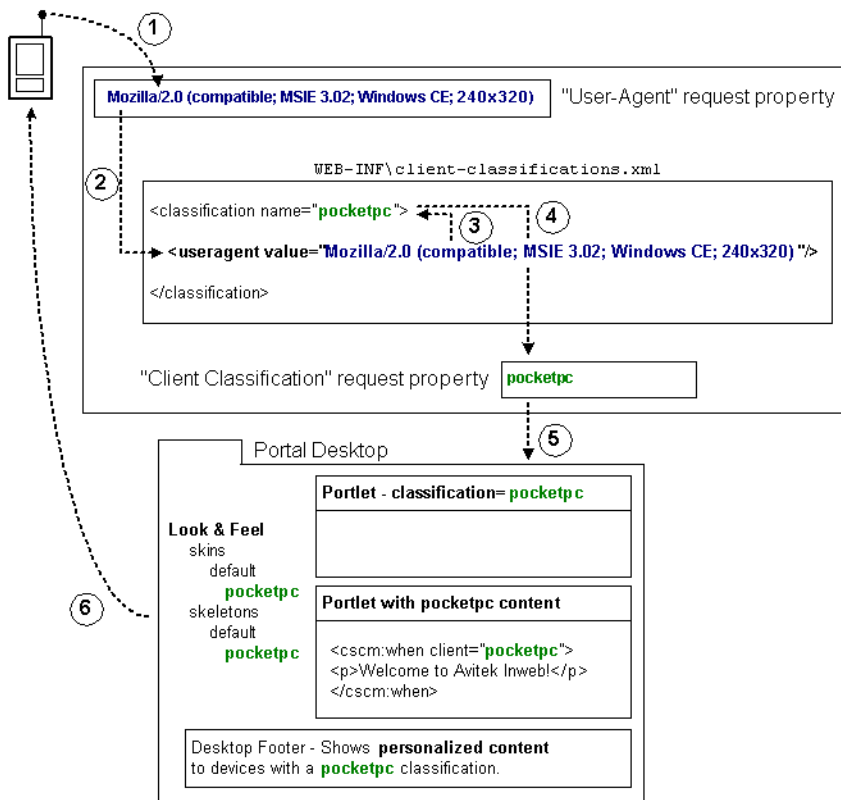 1
Mozilla/2.0 (compatible; MSIE 3.02; Windows CE; 240x320)
"User-Agent" request property
2
WEB-INF\client-classifications.xml
<classification name="pocketpc">
3
4
<useragent value="Mozilla/2.0 (compatible; MSIE 3.02; Windows CE; 240x320) "/>
</classification>
"Client Classification" request property
pocketpc
5
Portal Desktop
Portlet - classification= pocketpc
Look & Feel
skins
default
pocketpc
skeletons
default
pocketpc
6
Portlet with pocketpc content
<cscm:when client="pocketpc">
<p>Welcome to Avitek Inweb!</p>
</cscm:when>
Desktop Footer - Shows personalized content
to devices with a pocketpc classification.